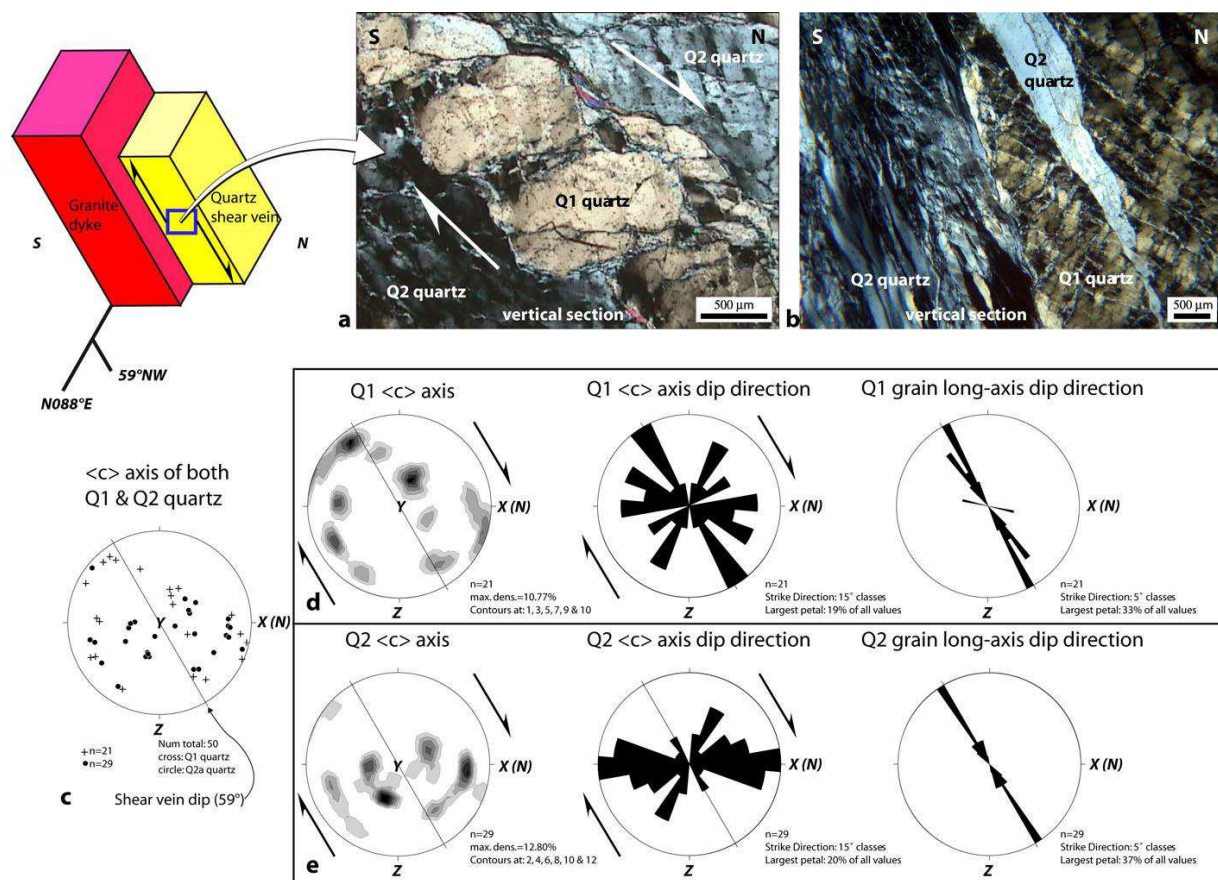 Granite
dyke
Quartz
shear vein
S
N
59°NW
N088°E
S
N
Q2 quartz
Q1 quartz
Q2 quartz
500 µm
vertical section
a
S
N
Q2
quartz
Q2 quartz
Q1 quartz
500 µm
vertical section
b
<c> axis of both
Q1 & Q2 quartz
Y
X (N)
Z
+ n=21
● n=29
Num total: 50
cross: Q1 quartz
circle: Q2a quartz
c
Shear vein dip (59°)
Q1 <c> axis
Y
X (N)
Z
n=21
max. dens.=10.77%
Contours at: 1, 3, 5, 7, 9 & 10
d
Q1 <c> axis dip direction
X (N)
Z
n=21
Strike Direction: 15˚ classes
Largest petal: 19% of all values
Q1 grain long-axis dip direction
X (N)
Z
n=21
Strike Direction: 5˚ classes
Largest petal: 33% of all values
Q2 <c> axis
Y
X (N)
Z
n=29
max. dens.=12.80%
Contours at: 2, 4, 6, 8, 10 & 12
e
Q2 <c> axis dip direction
X (N)
Z
n=29
Strike Direction: 15˚ classes
Largest petal: 20% of all values
Q2 grain long-axis dip direction
X (N)
Z
n=29
Strike Direction: 5˚ classes
Largest petal: 37% of all values